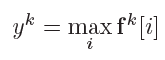 $y^k = \max_i \mathbf{f}^k[i]$